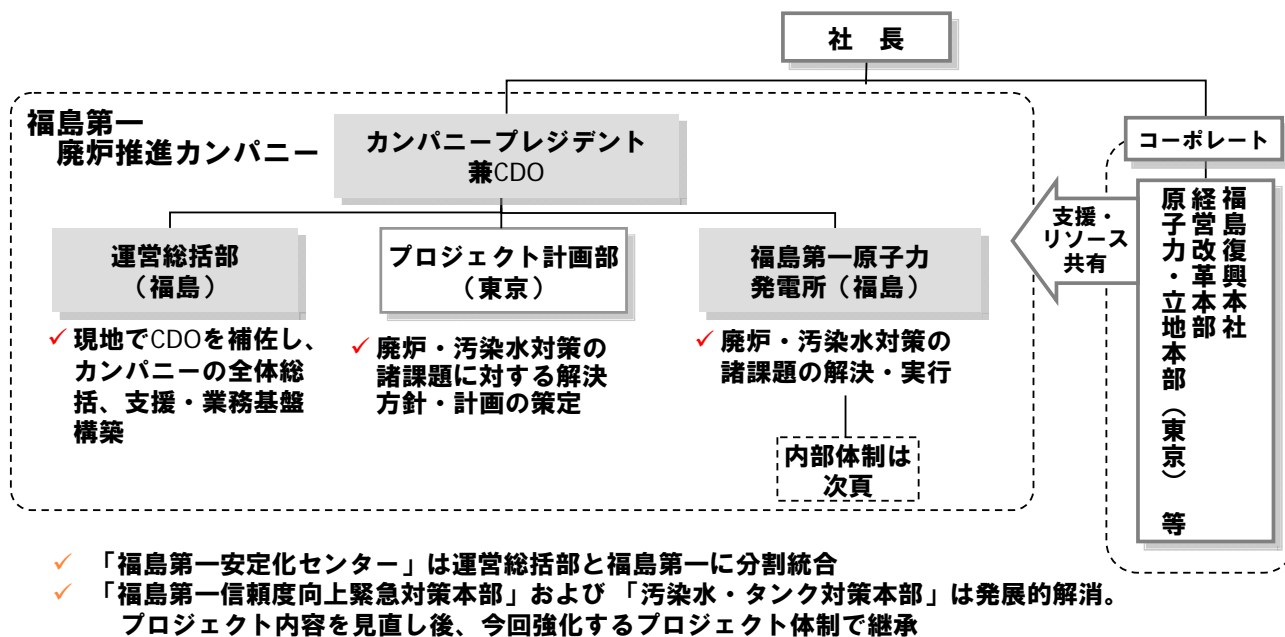 社　長
福島第一
廃炉推進カンパニー
カンパニープレジデント
兼CDO
コーポレート
福島復興本社
経営改革本部
原子力・立地本部（東京）　等
支援・
リソース
共有
運営総括部
（福島）
プロジェクト計画部
（東京）
福島第一原子力
発電所（福島）
✓現地でCDOを補佐し、
カンパニーの全体総
括、支援・業務基盤
構築
✓廃炉・汚染水対策の
諸課題に対する解決
方針・計画の策定
✓廃炉・汚染水対策の
諸課題の解決・実行
内部体制は
次頁
✓「福島第一安定化センター」は運営総括部と福島第一に分割統合
✓「福島第一信頼度向上緊急対策本部」および 「汚染水・タンク対策本部」は発展的解消。
プロジェクト内容を見直し後、今回強化するプロジェクト体制で継承